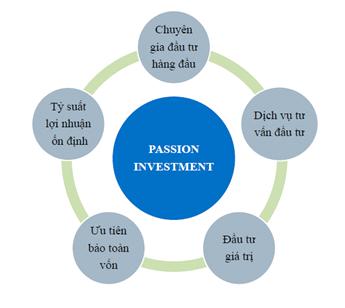 Chuyên
gia đầu tư
hàng đầu
Dịch vụ tư
vấn đầu tư
Đầu tư
giá trị
Ưu tiên
bảo toàn
vốn
Tỷ suất
lợi nhuận
ổn định
PASSION
INVESTMENT